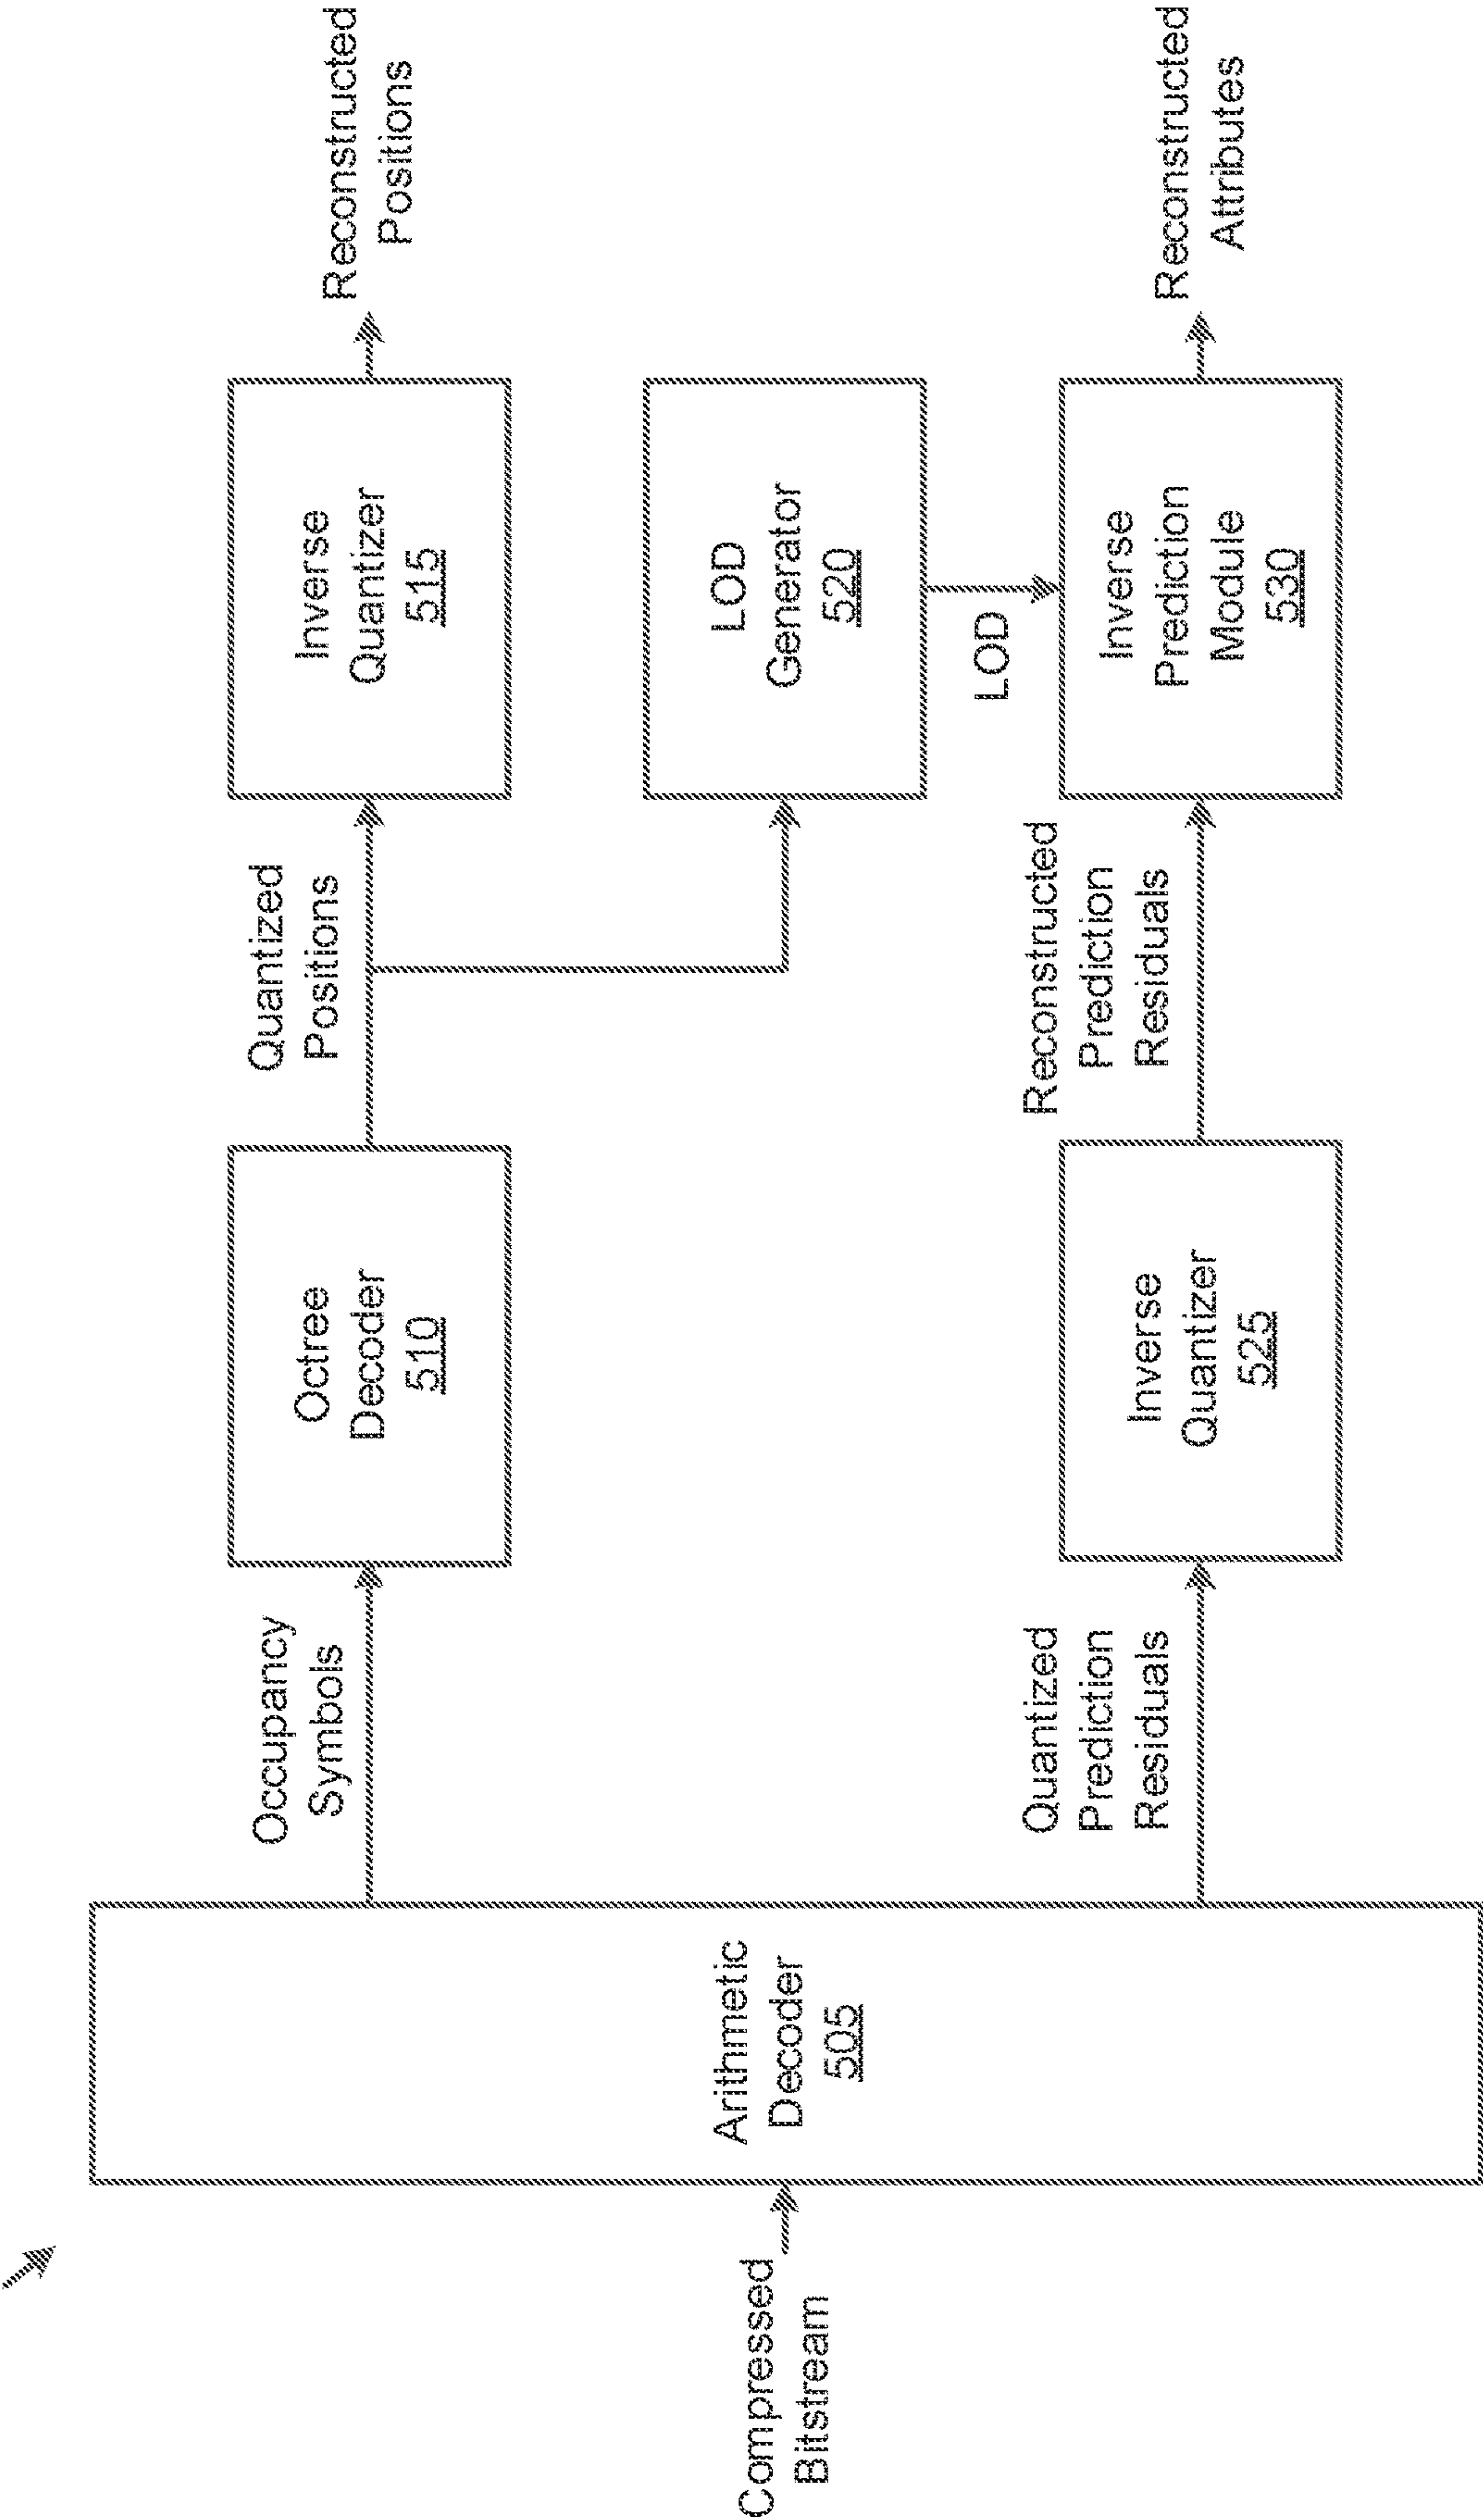 Compressed
Bitstream
Arithmetic
Decoder
505
Occupancy
Symbols
Octree
Decoder
510
Quantized
Positions
Inverse
Quantizer
515
Reconstructed
Positions
LOD
Generator
520
LOD
Quantized
Prediction
Residuals
Inverse
Quantizer
525
Reconstructed
Prediction
Residuals
Inverse
Prediction
Module
530
Reconstructed
Attributes